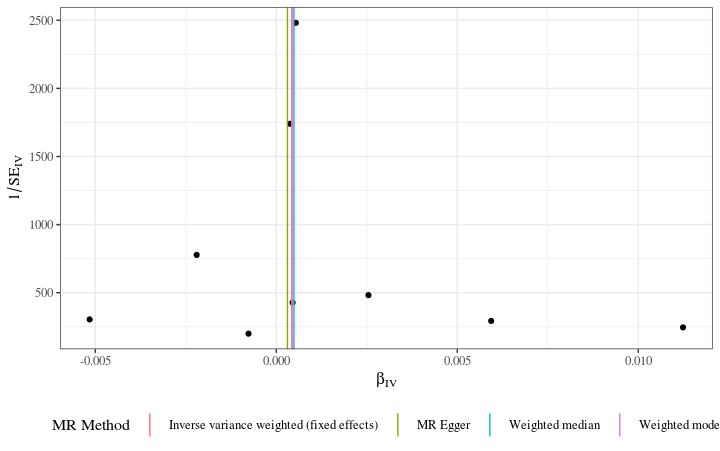 2500
2000
1500
1000
500
1/SE_IV
-0.005 0.000 0.005 0.010
β_IV
MR Method Inverse variance weighted (fixed effects) MR Egger Weighted median Weighted mode